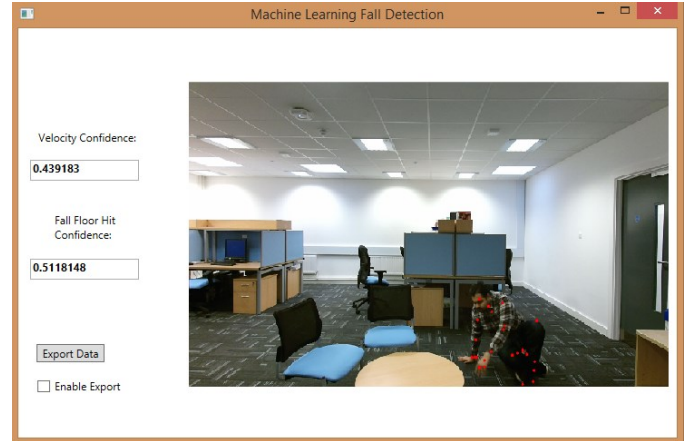 Machine Learning Fall Detection
Velocity Confidence:
0.439183
Fall Floor Hit
Confidence:
0.5118148
Export Data
Enable Export